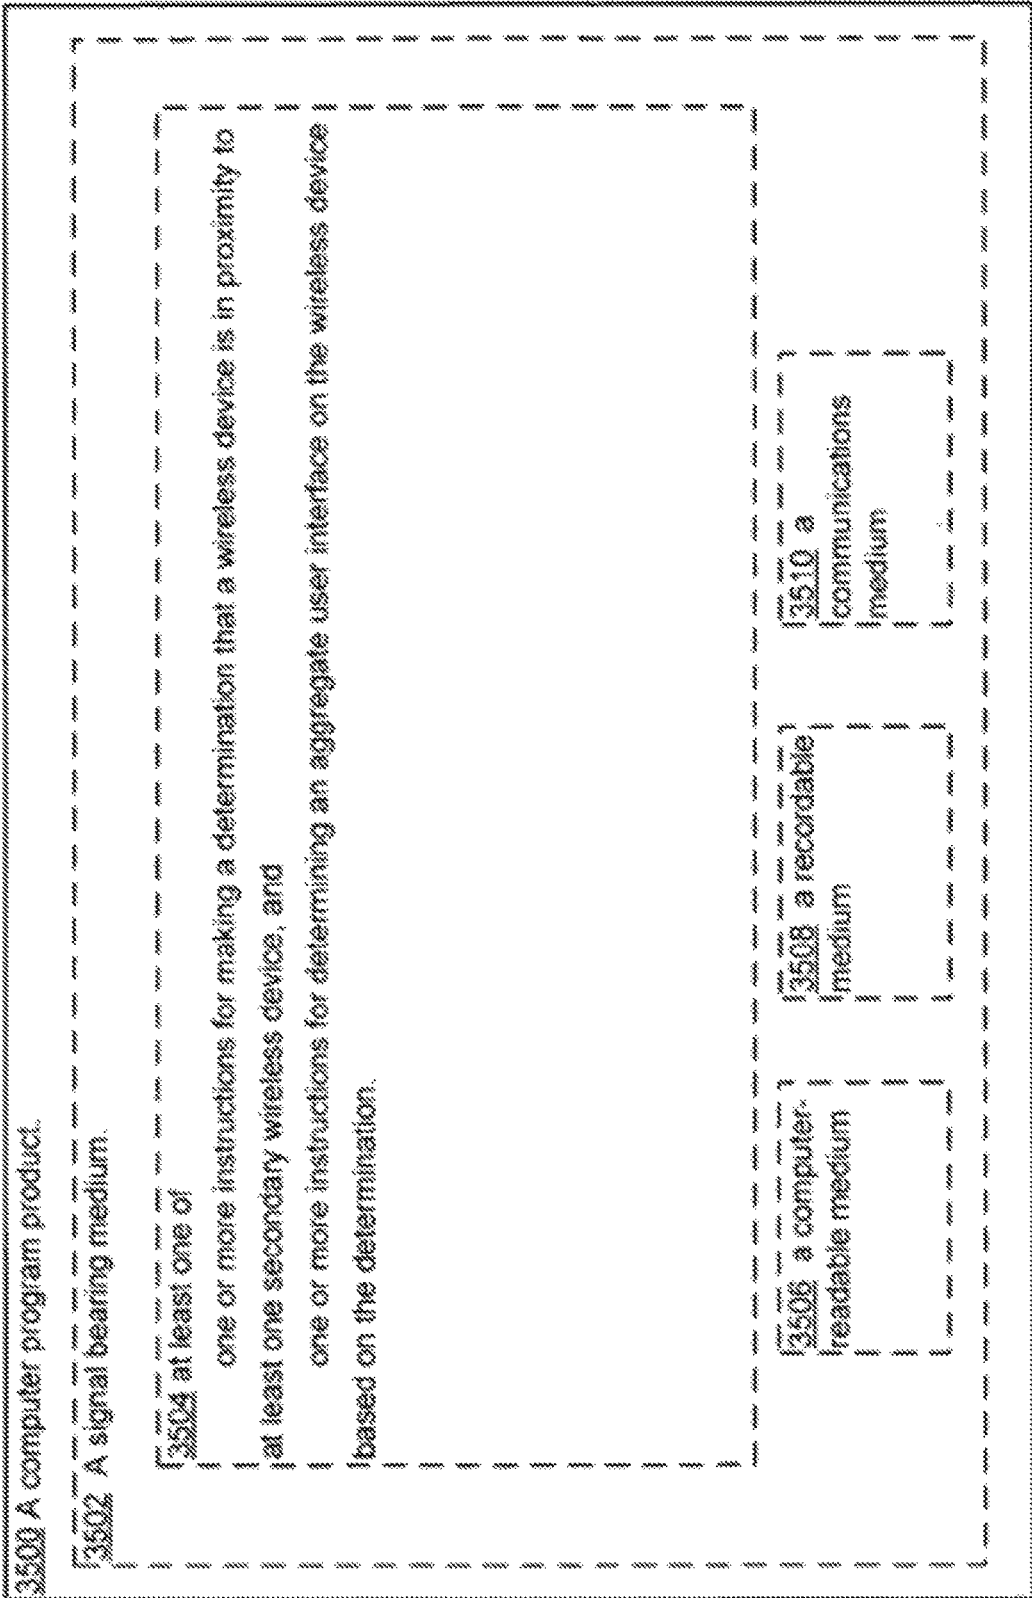 3500 A computer program product.
3502 A signal bearing medium.
3504 at least one of
one or more instructions for making a determination that a wireless device is in proximity to
at least one secondary wireless device, and
one or more instructions for determining an aggregate user interface on the wireless device
based on the determination.
3506 a computer-
readable medium
3508 a recordable
medium
3510 a
communications
medium